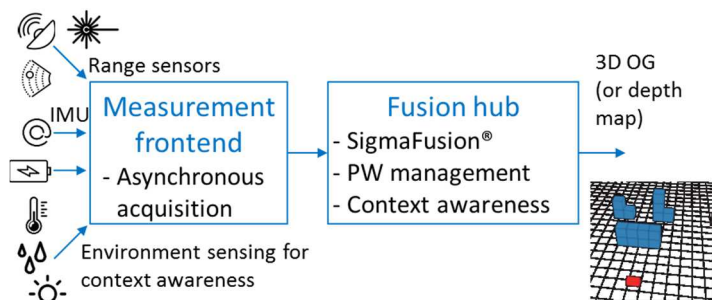 Range sensors
IMU
Measurement
frontend
- Asynchronous
acquisition
Environment sensing for
context awareness
Fusion hub
- SigmaFusion®
- PW management
- Context awareness
3D OG
(or depth
map)